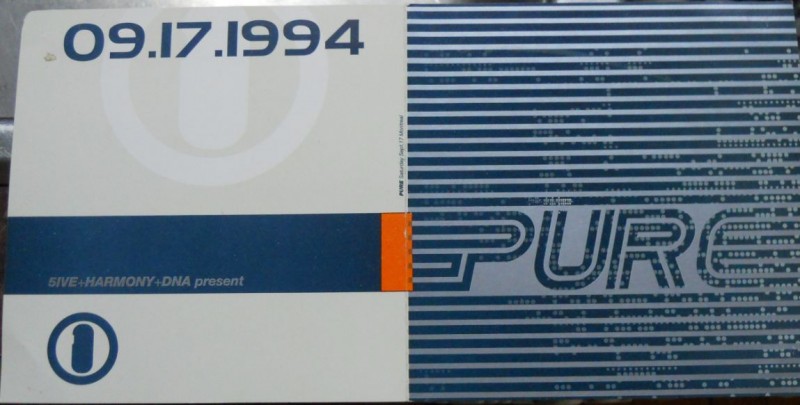 09.17.1994
PURE Saturday Sept 17 Montreal
5IVE+HARMONY+DNA present
PURE